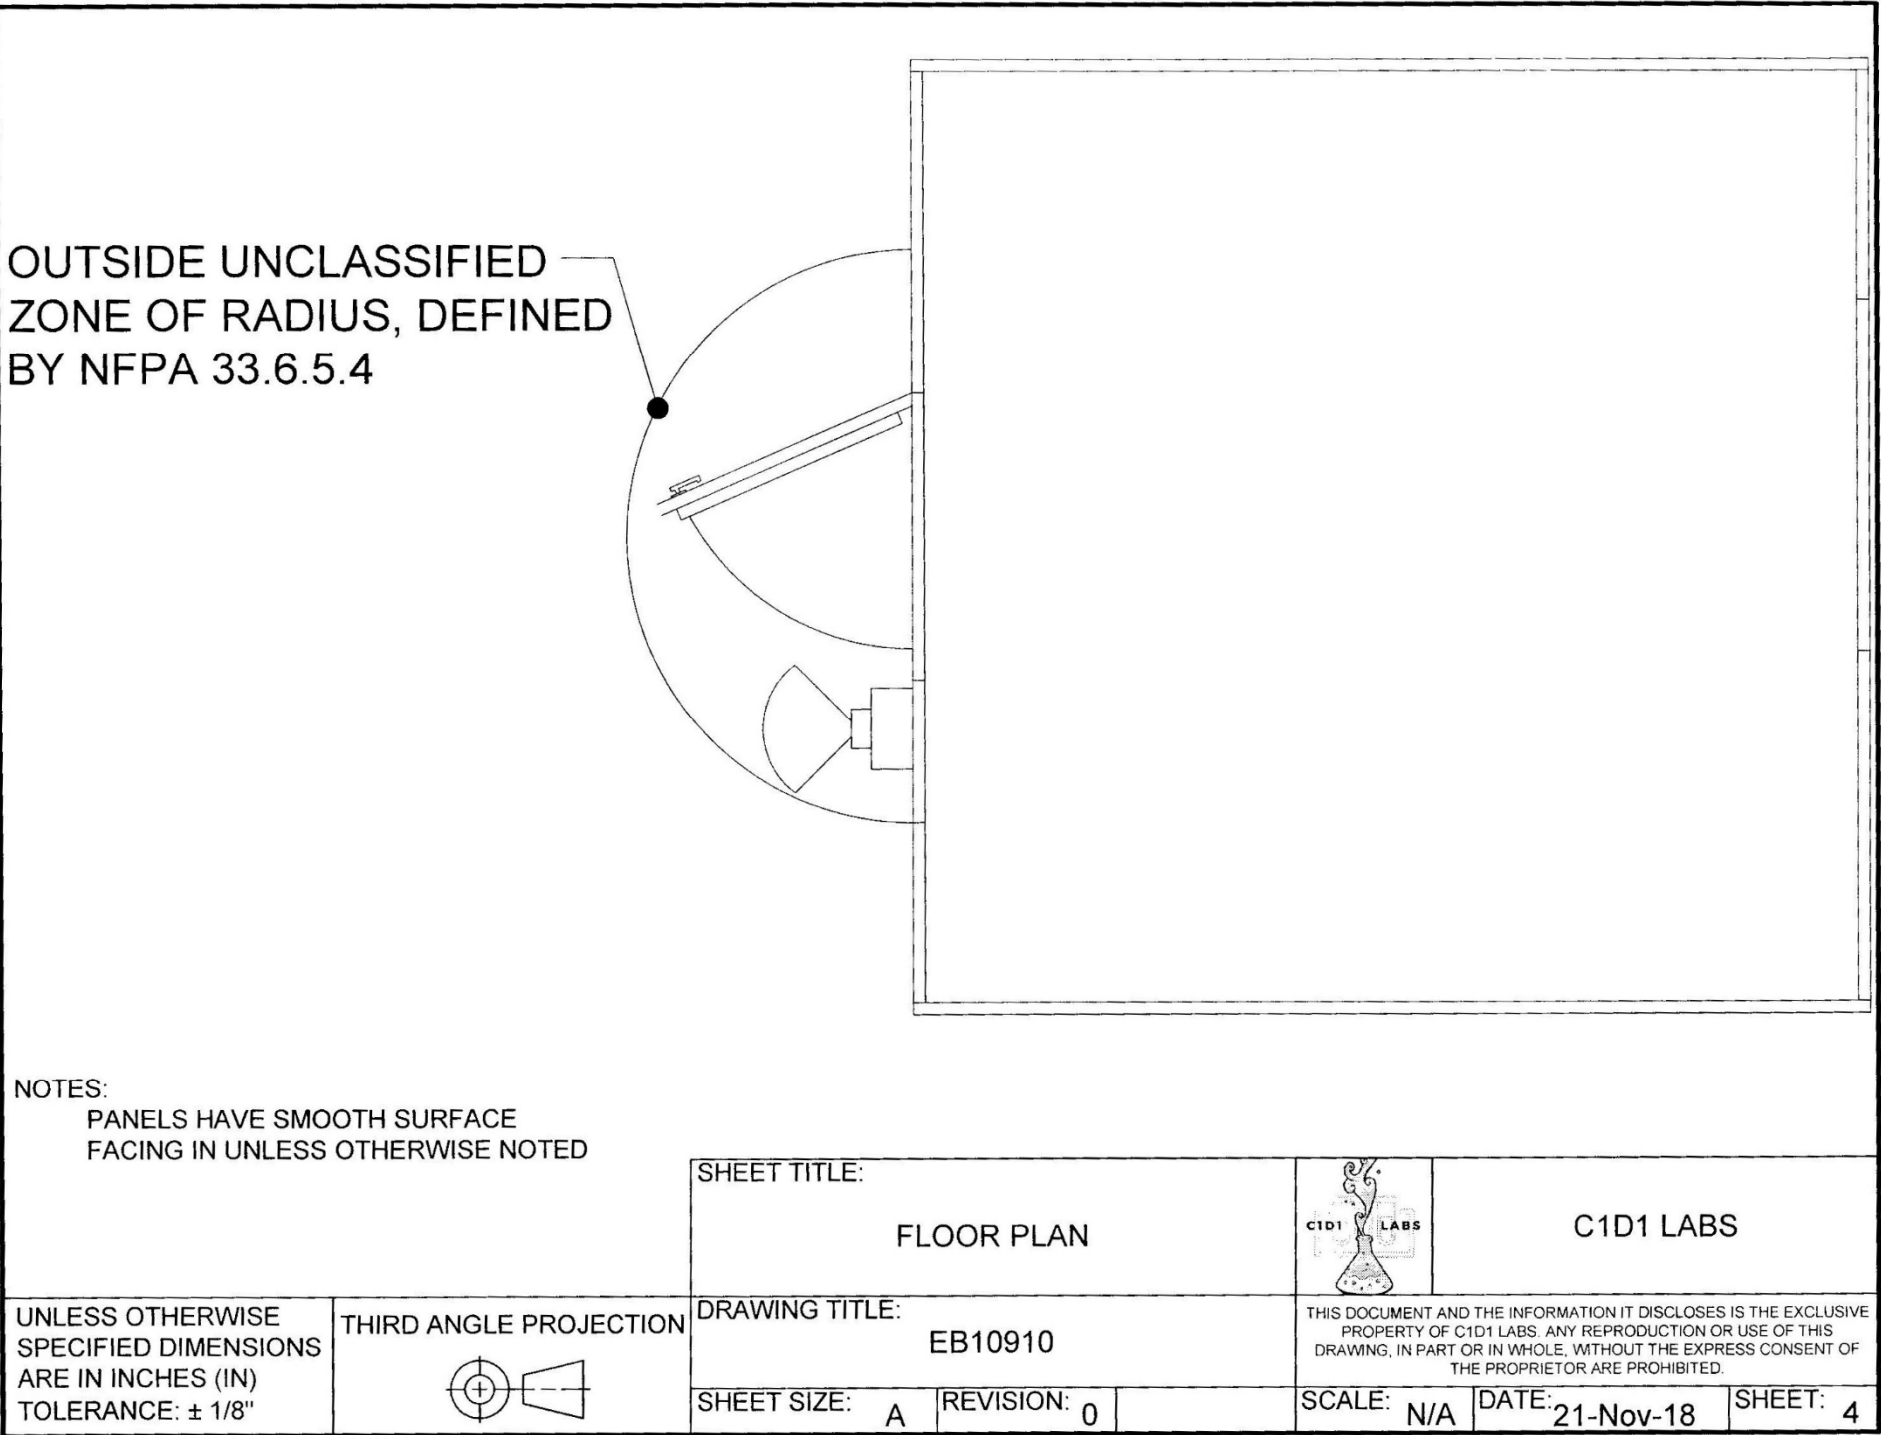 OUTSIDE UNCLASSIFIED
ZONE OF RADIUS, DEFINED
BY NFPA 33.6.5.4
NOTES:
PANELS HAVE SMOOTH SURFACE
FACING IN UNLESS OTHERWISE NOTED
SHEET TITLE:
FLOOR PLAN
C1D1 LABS
C1D1 LABS
UNLESS OTHERWISE
SPECIFIED DIMENSIONS
ARE IN INCHES (IN)
TOLERANCE: ± 1/8"
THIRD ANGLE PROJECTION
DRAWING TITLE:
EB10910
THIS DOCUMENT AND THE INFORMATION IT DISCLOSES IS THE EXCLUSIVE
PROPERTY OF C1D1 LABS. ANY REPRODUCTION OR USE OF THIS
DRAWING, IN PART OR IN WHOLE, WITHOUT THE EXPRESS CONSENT OF
THE PROPRIETOR ARE PROHIBITED.
SHEET SIZE: A
REVISION: 0
SCALE: N/A
DATE: 21-Nov-18
SHEET: 4